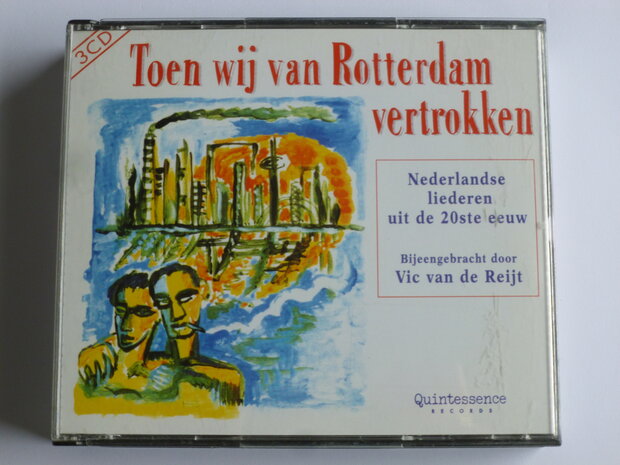 3CD
Toen wij van Rotterdam
vertrokken
Nederlandse
liederen
uit de 20ste eeuw
Bijeengebracht door
Vic van de Reijt
Quintessence
RECORDS